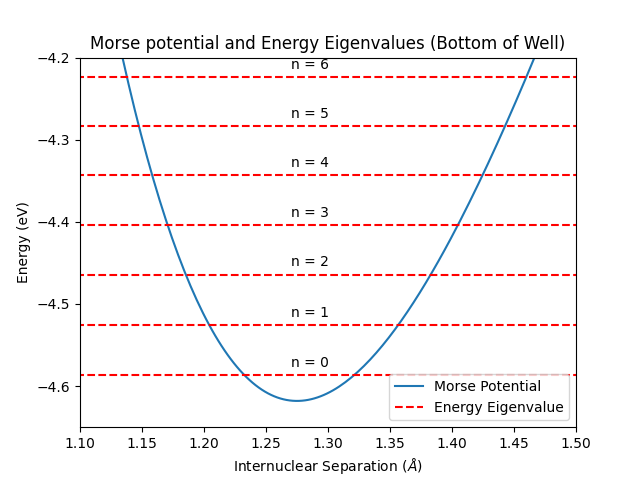 Morse potential and Energy Eigenvalues (Bottom of Well)
−4.2
n = 6
n = 5
−4.3
n = 4
n = 3
−4.4
n = 2
−4.5
n = 1
n = 0
−4.6
Energy (eV)
Morse Potential
Energy Eigenvalue
1.10 1.15 1.20 1.25 1.30 1.35 1.40 1.45 1.50
Internuclear Separation (Å)